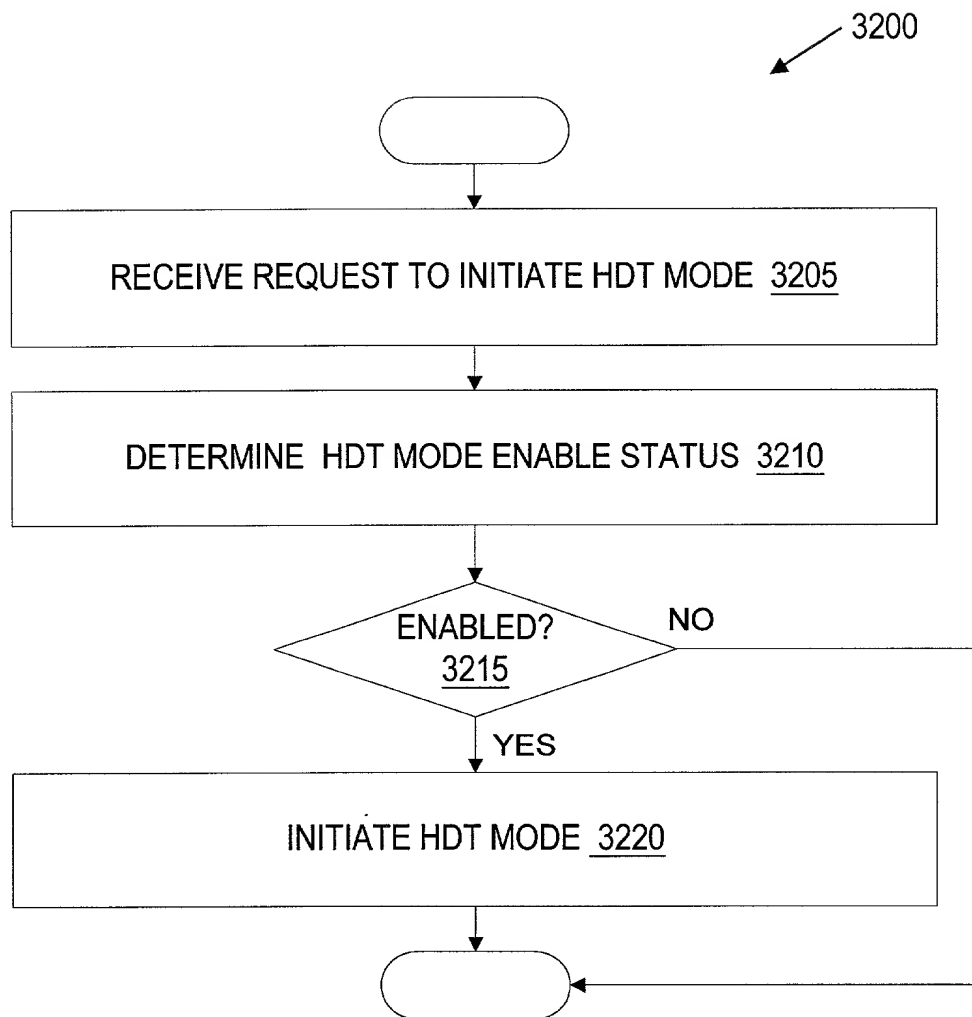 3200
RECEIVE REQUEST TO INITIATE HDT MODE 3205
DETERMINE HDT MODE ENABLE STATUS 3210
ENABLED?
3215
NO
YES
INITIATE HDT MODE 3220